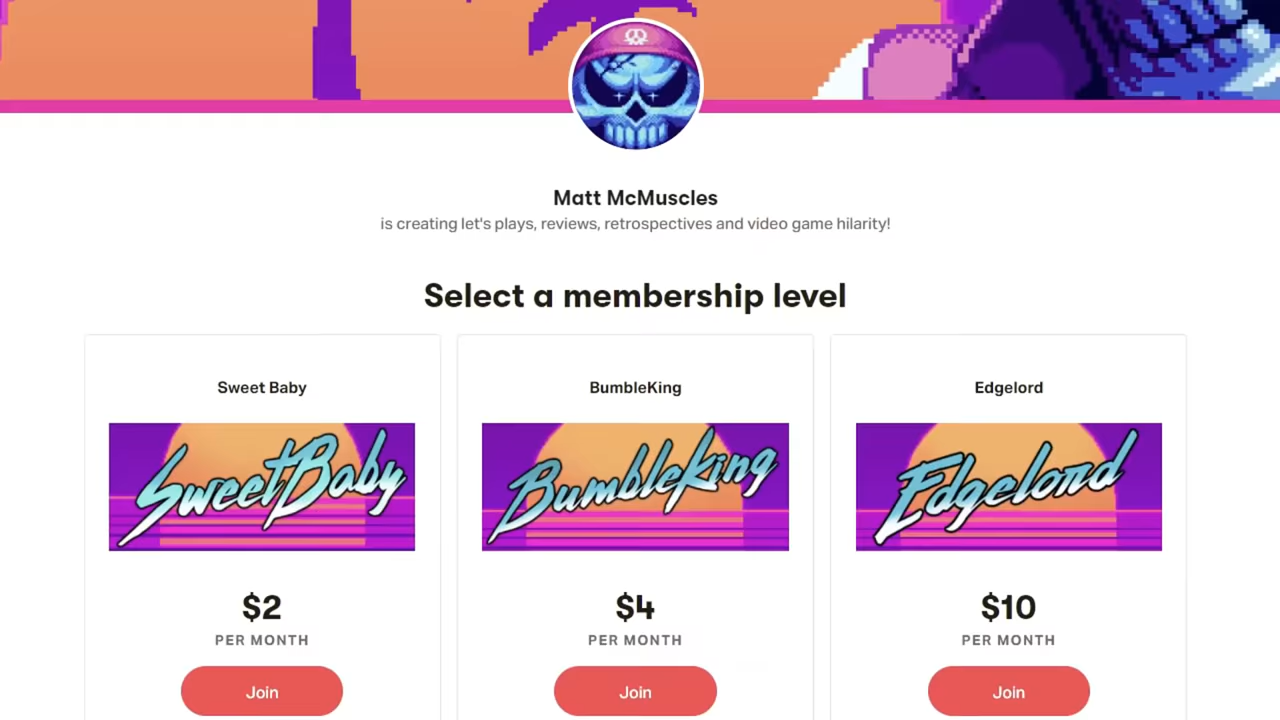 Matt McMuscles
is creating let's plays, reviews, retrospectives and video game hilarity!
Select a membership level
Sweet Baby
BumbleKing
Edgelord
SweetBaby
BumbleKing
Edgelord
$2
$4
$10
PER MONTH
PER MONTH
PER MONTH
Join
Join
Join